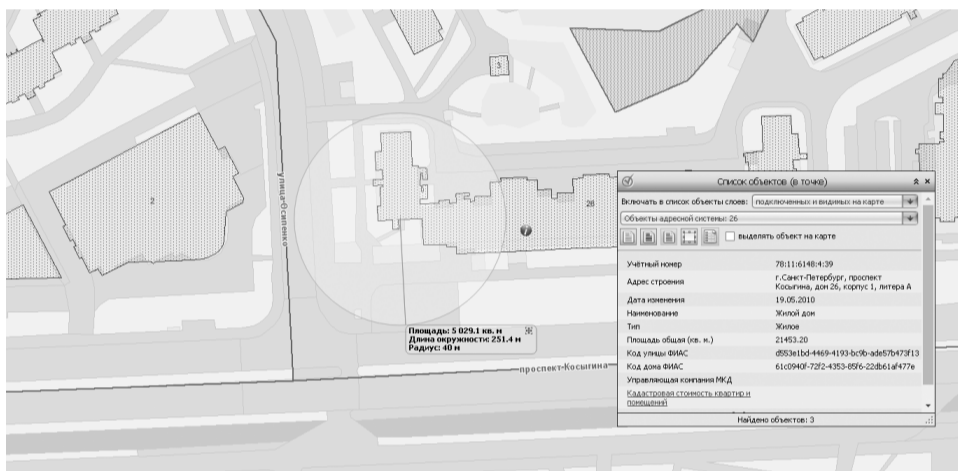 3
2
улица-Осипенко
26
Площадь: 5 029.1 кв. м
Длина окружности: 251.4 м
Радиус: 40 м
проспект-Косыгина
Список объектов (в точке)
Включать в список объекты слоев: подключенных и видимых на карте
Объекты адресной системы: 26
выделять объект на карте
Учётный номер 78:11:6148:4:39
Адрес строения г.Санкт-Петербург, проспект
Косыгина, дом 26, корпус 1, литера А
Дата изменения 19.05.2010
Наименование Жилой дом
Тип Жилое
Площадь общая (кв. м.) 21453.20
Код улицы ФИАС d553e1bd-4469-4193-bc9b-ade57b473f13
Код дома ФИАС 61c0940f-72f2-4353-85f6-22db61af477e
Управляющая компания МКД
Кадастровая стоимость квартир и
помещений
Найдено объектов: 3